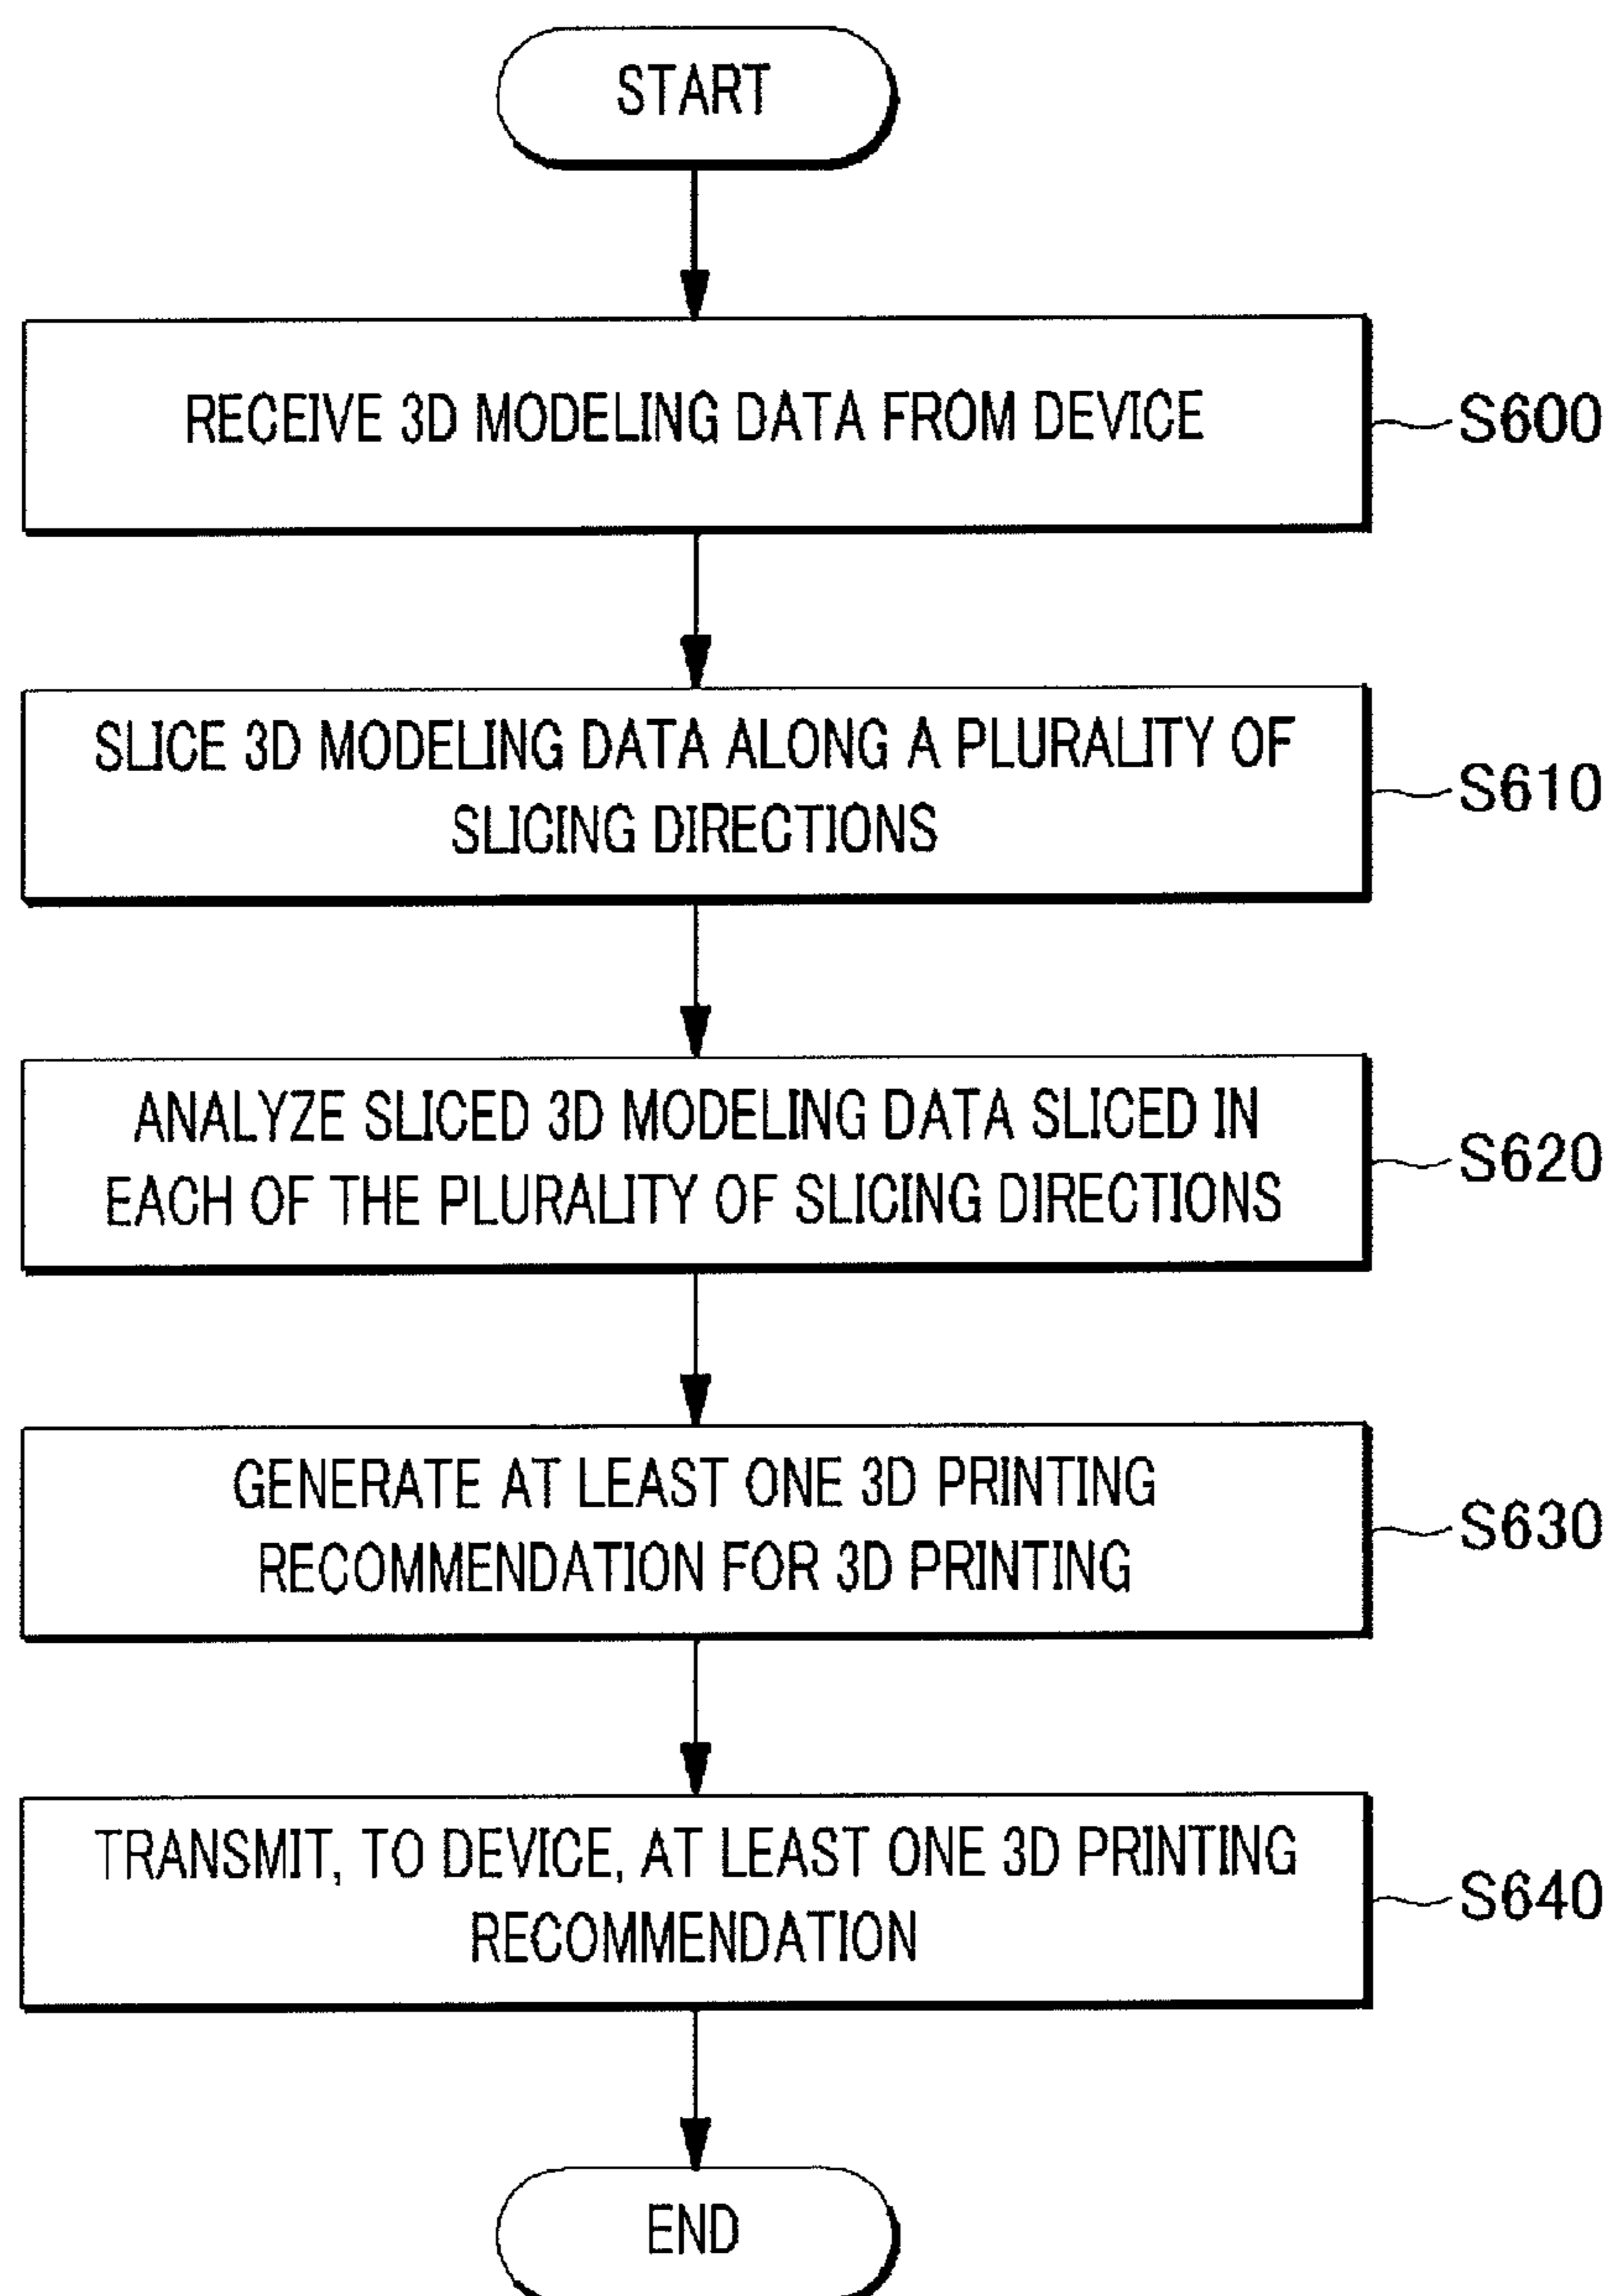 START
RECEIVE 3D MODELING DATA FROM DEVICE
S600
SLICE 3D MODELING DATA ALONG A PLURALITY OF
SLICING DIRECTIONS
S610
ANALYZE SLICED 3D MODELING DATA SLICED IN
EACH OF THE PLURALITY OF SLICING DIRECTIONS
S620
GENERATE AT LEAST ONE 3D PRINTING
RECOMMENDATION FOR 3D PRINTING
S630
TRANSMIT, TO DEVICE, AT LEAST ONE 3D PRINTING
RECOMMENDATION
S640
END